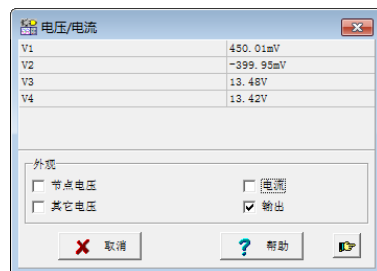 电压/电流
V1 450.01mV
V2 -399.95mV
V3 13.48V
V4 13.42V
外观
节点电压 电流
其它电压 输出
取消 ? 帮助